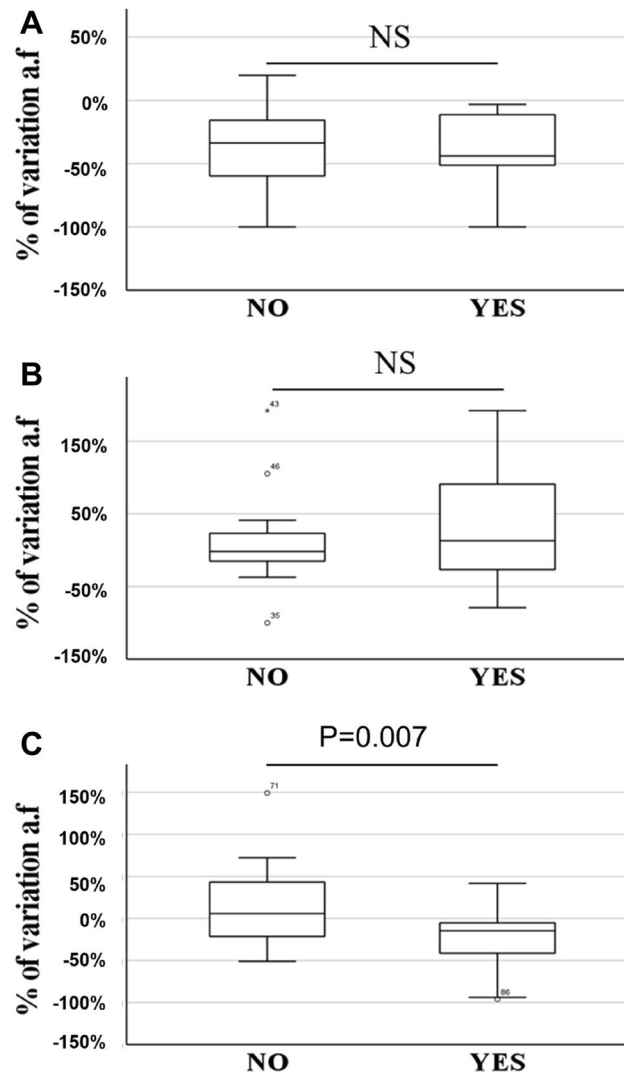 A
NS
% of variation a.f
50%
0%
-50%
-100%
-150%
NO YES
B
NS
% of variation a.f
150%
50%
-50%
-150%
43
46
35
NO YES
C
P=0.007
% of variation a.f
150%
100%
50%
0%
-50%
-100%
-150%
71
86
NO YES